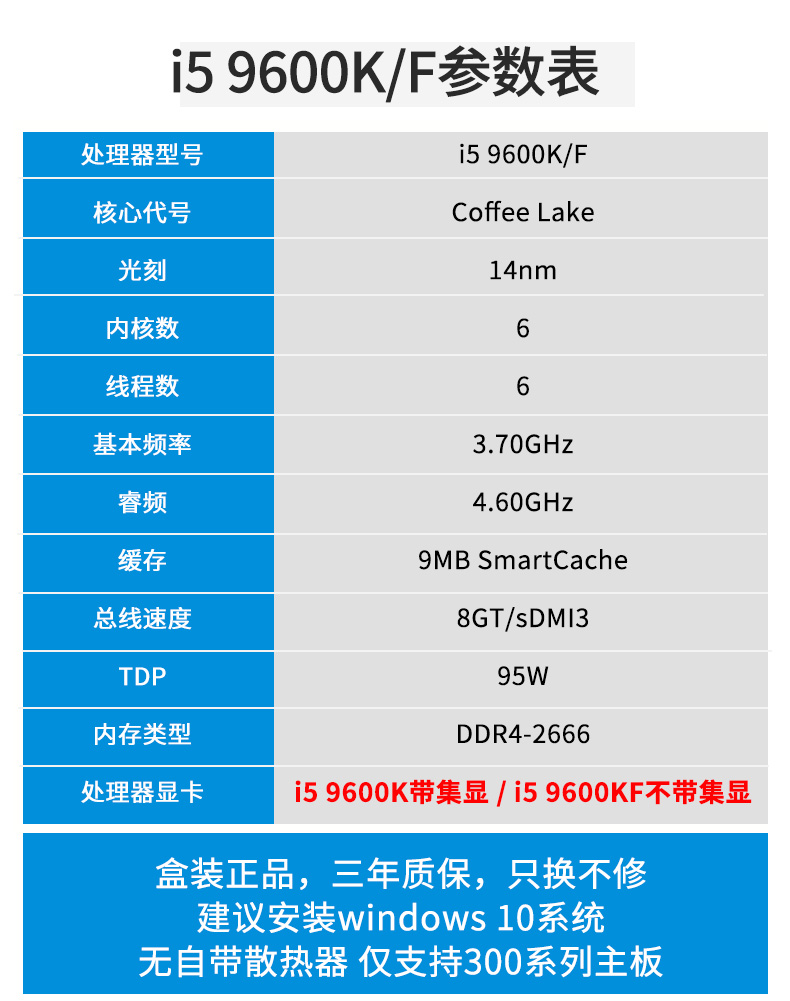 i5 9600K/F参数表
处理器型号 i5 9600K/F
核心代号 Coffee Lake
光刻 14nm
内核数 6
线程数 6
基本频率 3.70GHz
睿频 4.60GHz
缓存 9MB SmartCache
总线速度 8GT/sDMI3
TDP 95W
内存类型 DDR4-2666
处理器显卡 i5 9600K带集显 / i5 9600KF不带集显
盒装正品，三年质保，只换不修
建议安装windows 10系统
无自带散热器 仅支持300系列主板